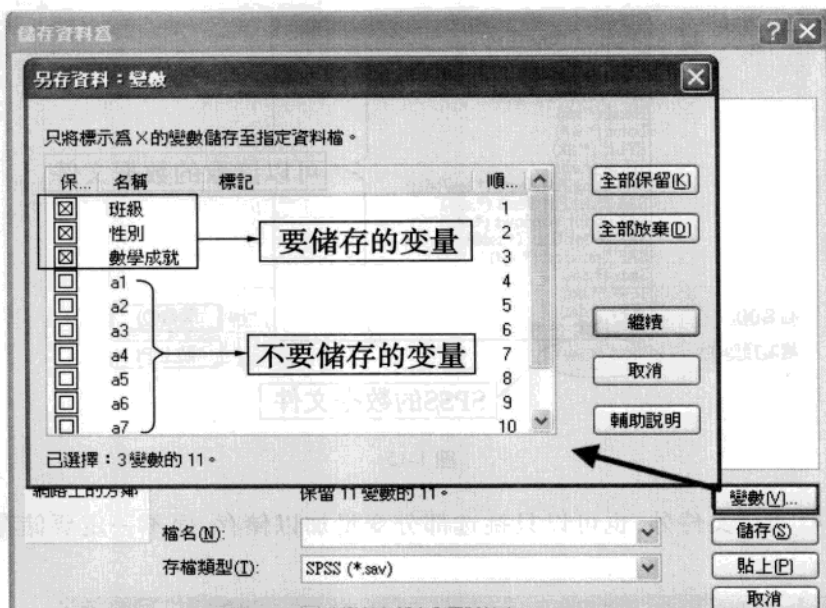 儲存資料為
另存資料：變數
只將標示為×的變數儲存至指定資料檔。
保... 名稱 標記 順...
班級 1
性別 2
數學成就 3
a1 4
a2 5
a3 6
a4 7
a5 8
a6 9
a7 10
要储存的变量
不要储存的变量
全部保留(K)
全部放棄(D)
繼續
取消
輔助說明
已選擇：3變數的 11。
保留 11 變數的 11。
變數(V)...
檔名(N):
儲存(S)
存檔類型(T):
SPSS (*.sav)
貼上(P)
取消